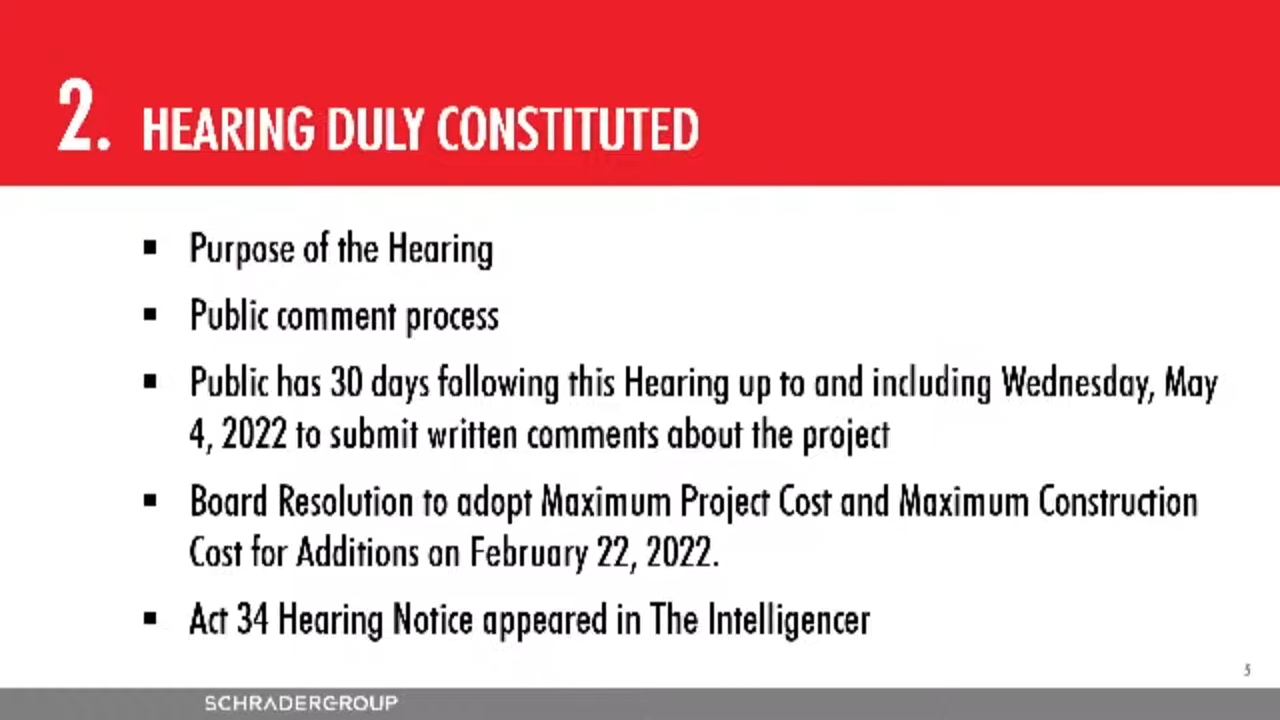 2. HEARING DULY CONSTITUTED
▪ Purpose of the Hearing
▪ Public comment process
▪ Public has 30 days following this Hearing up to and including Wednesday, May
4, 2022 to submit written comments about the project
▪ Board Resolution to adopt Maximum Project Cost and Maximum Construction
Cost for Additions on February 22, 2022.
▪ Act 34 Hearing Notice appeared in The Intelligencer
5
SCHRADERGROUP